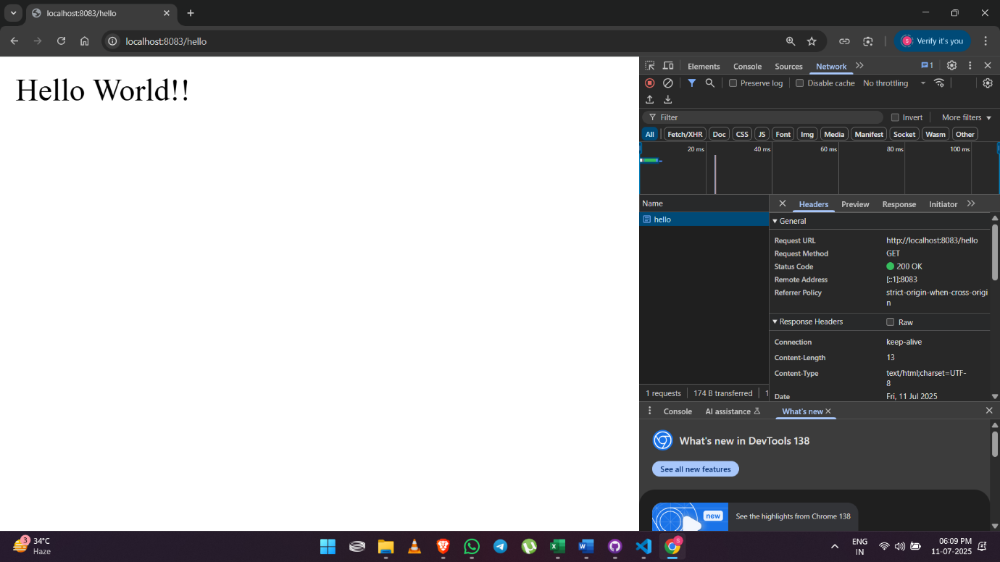 localhost:8083/hello
localhost:8083/hello
Verify it's you
Hello World!!
Elements Console Sources Network 1
Preserve log Disable cache No throttling
Filter Invert More filters
All Fetch/XHR Doc CSS JS Font Img Media Manifest Socket Wasm Other
20 ms 40 ms 60 ms 80 ms 100 ms
Name
hello
Headers Preview Response Initiator
General
Request URL http://localhost:8083/hello
Request Method GET
Status Code 200 OK
Remote Address [::1]:8083
Referrer Policy strict-origin-when-cross-origi
n
Response Headers Raw
Connection keep-alive
Content-Length 13
Content-Type text/html;charset=UTF-
8
Date Fri, 11 Jul 2025
1 requests 174 B transferred 1
Console AI assistance What's new
What's new in DevTools 138
See all new features
new
See the highlights from Chrome 138
3
34°C
Haze
S
ENG
IN
06:09 PM
11-07-2025